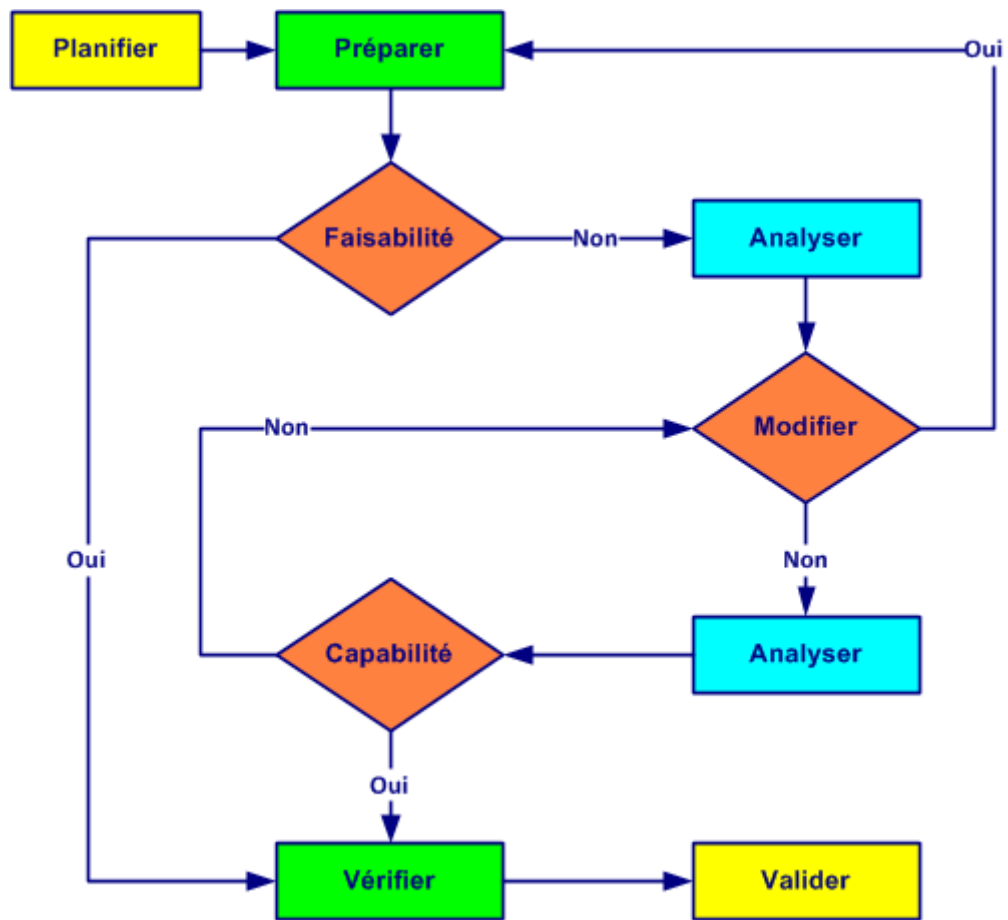 Planifier
Préparer
Oui
Faisabilité
Non
Analyser
Non
Modifier
Oui
Non
Capabilité
Analyser
Oui
Vérifier
Valider